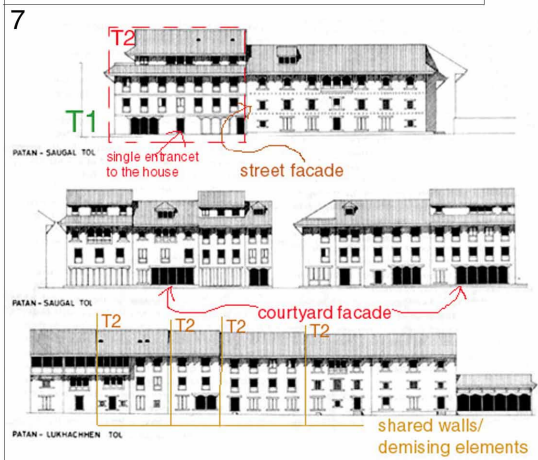 7
T2
T1
PATAN - SAUGAL TOL
single entrancet
to the house
street facade
PATAN - SAUGAL TOL
courtyard facade
T2
T2
T2
T2
shared walls/
demising elements
PATAN - LUKHACHHEN TOL